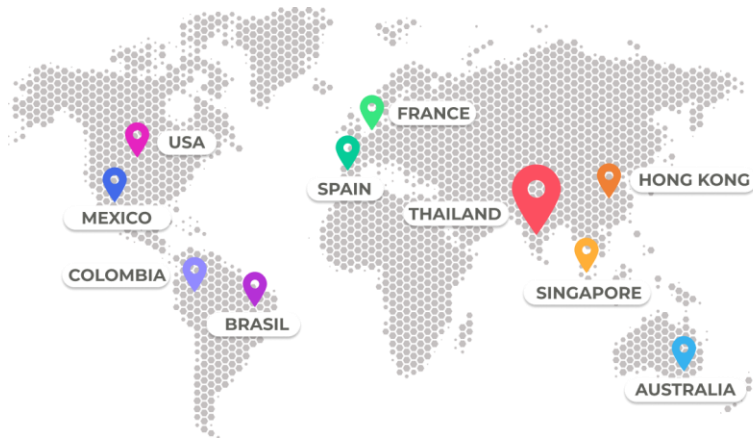 FRANCE
USA
HONG KONG
SPAIN
THAILAND
MEXICO
COLOMBIA
SINGAPORE
BRASIL
AUSTRALIA